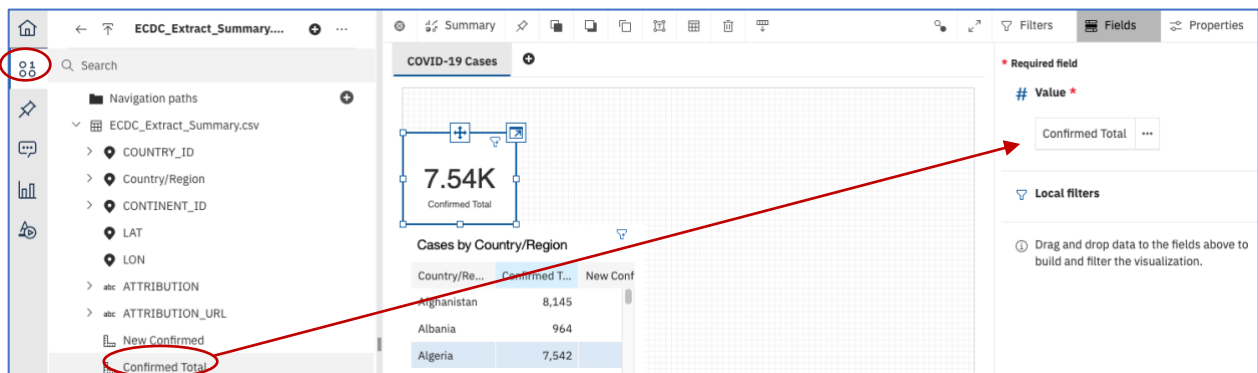 ECDC_Extract_Summary....
Summary
Filters
Fields
Properties
Search
Navigation paths
ECDC_Extract_Summary.csv
COUNTRY_ID
Country/Region
CONTINENT_ID
LAT
LON
abc ATTRIBUTION
abc ATTRIBUTION_URL
New Confirmed
Confirmed Total
COVID-19 Cases
7.54K
Confirmed Total
Cases by Country/Region
Country/Re... Confirmed T... New Conf
Afghanistan 8,145
Albania 964
Algeria 7,542
* Required field
# Value *
Confirmed Total ...
Local filters
Drag and drop data to the fields above to
build and filter the visualization.